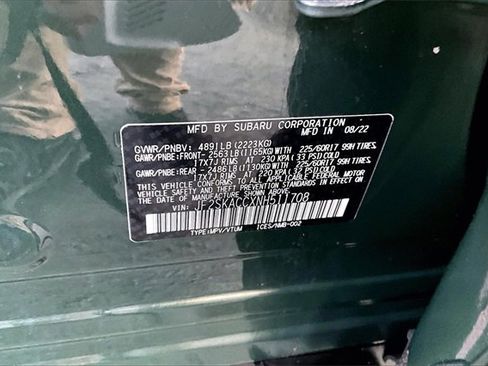 MFD BY SUBARU CORPORATION IN 08/22
GVWR/PNBV: 4891LB(2223KG)
GAWR/PNBE:FRONT- 2563LB(1165KG)WITH 225/60R17 99H TIRES.
17X7J RIMS AT 230 KPA(33 PSI)COLD
GAWR/PNBE:REAR -2486LB(1130KG)WITH 225/60R17 99H TIRES.
17X7J RIMS AT 220 KPA(32 PSI)COLD
THIS VEHICLE CONFORMS TO ALL APPLICABLE FEDERAL MOTOR
VEHICLE SAFETY AND THEFT PREVENTION STANDARDS IN EFFECT
ON THE DATE OF MANUFACTURE SHOWN ABOVE.
JF2SKACCXNH511708
TYPE:MPV/VTUM ICES/NMB-002